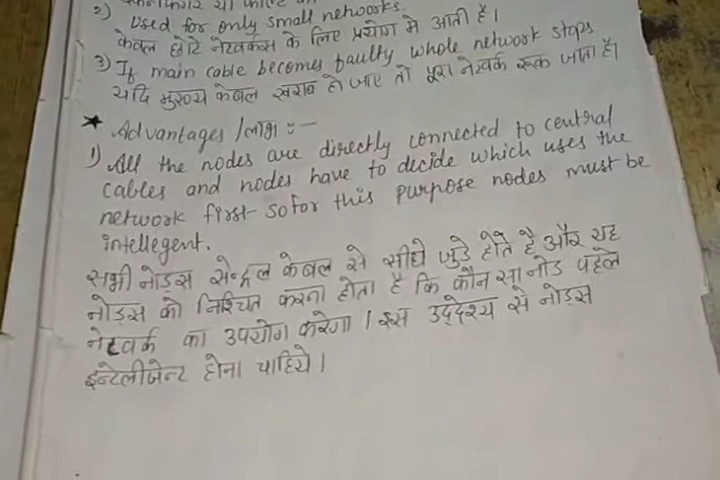 2) Used for only small networks.
केवल छोटे नेटवर्कस के लिए प्रयोग मे आती है।
3) If main cable becomes faulty whole network stops
यदि मुख्य केबल खराब हो जाए तो पूरा नेटवर्क रूक जाता है।
★ Advantages / लाभ :-
1) All the nodes are directly connected to central
cables and nodes have to decide which uses the
network first- so for this purpose nodes must be
intellegent.
सभी नोड्स सेन्ट्रल केबल से सीधे जुड़े होते है और यह
नोड्स को निश्चित करना होता है कि कौन सा नोड पहले
नेटवर्क का उपयोग करेगा। इस उद्देश्य से नोड्स
इन्टेलीजेन्ट होना चाहिये।